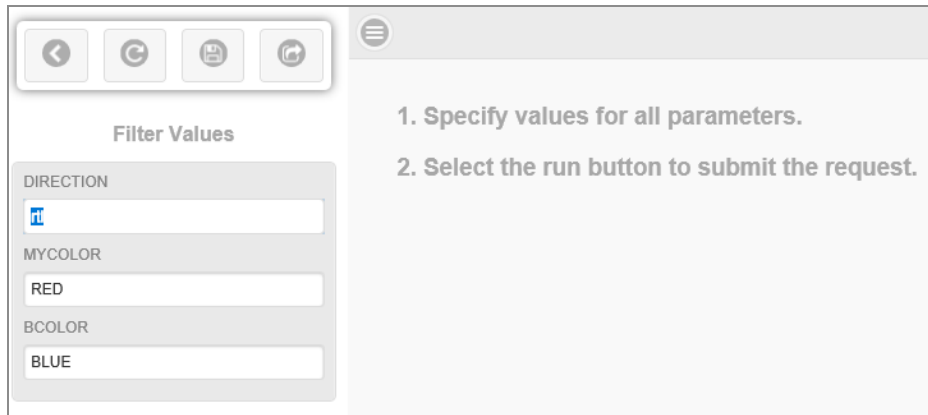 Filter Values
DIRECTION
rtl
MYCOLOR
RED
BCOLOR
BLUE
1. Specify values for all parameters.
2. Select the run button to submit the request.